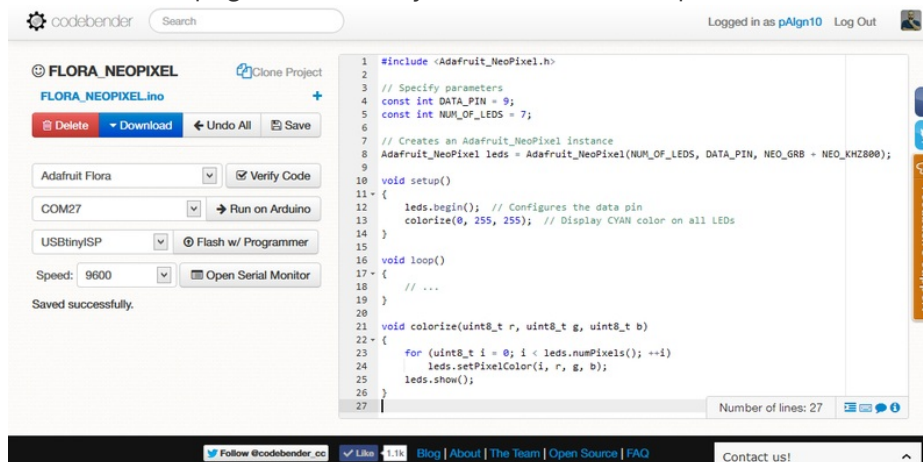 codebender
Search
Logged in as pAIgn10 Log Out
FLORA_NEOPIXEL
Clone Project
FLORA_NEOPIXEL.ino
+
Delete
Download
Undo All
Save
Adafruit Flora
Verify Code
COM27
Run on Arduino
USBtinyISP
Flash w/ Programmer
Speed: 9600
Open Serial Monitor
Saved successfully.
1 #include <Adafruit_NeoPixel.h>
2
3 // Specify parameters
4 const int DATA_PIN = 9;
5 const int NUM_OF_LEDS = 7;
6
7 // Creates an Adafruit_NeoPixel instance
8 Adafruit_NeoPixel leds = Adafruit_NeoPixel(NUM_OF_LEDS, DATA_PIN, NEO_GRB + NEO_KHZ800);
9
10 void setup()
11 {
12 leds.begin(); // Configures the data pin
13 colorize(0, 255, 255); // Display CYAN color on all LEDs
14 }
15
16 void loop()
17 {
18 // ...
19 }
20
21 void colorize(uint8_t r, uint8_t g, uint8_t b)
22 {
23 for (uint8_t i = 0; i < leds.numPixels(); ++i)
24 leds.setPixelColor(i, r, g, b);
25 leds.show();
26 }
27
Number of lines: 27
Follow @codebender_cc
Like 1.1k
Blog | About | The Team | Open Source | FAQ
Contact us!